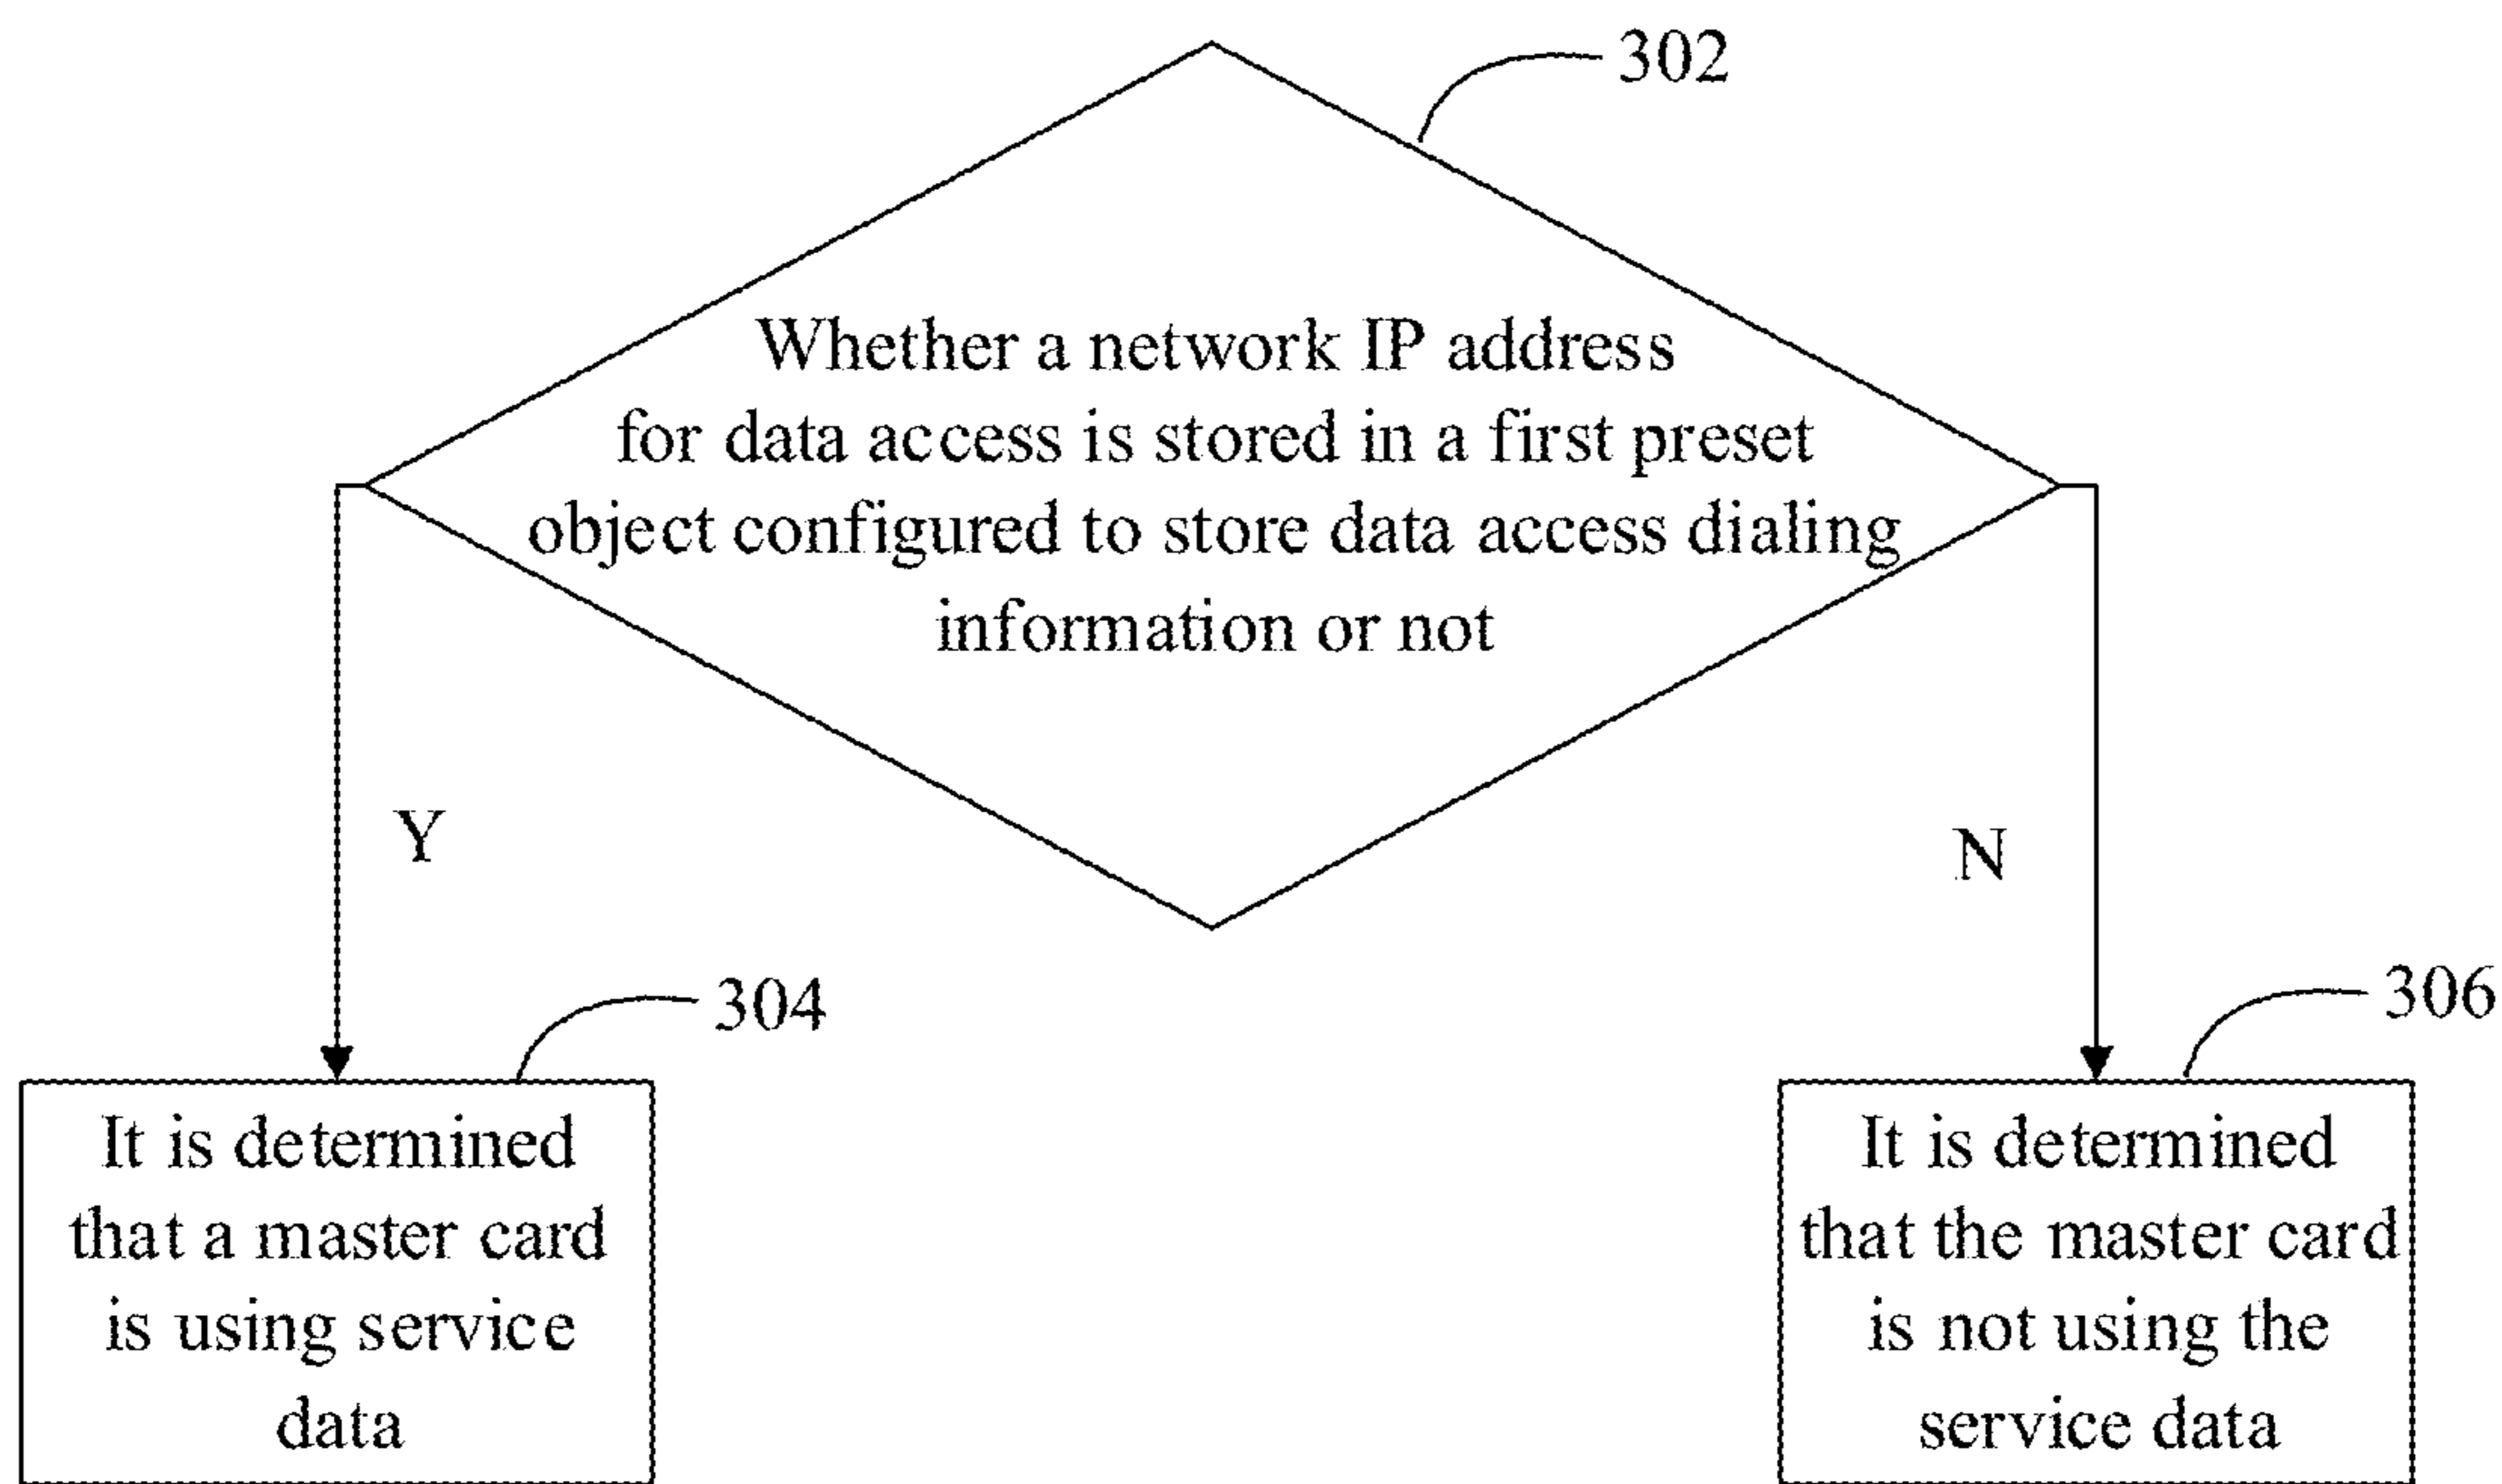 302
Whether a network IP address
for data access is stored in a first preset
object configured to store data access dialing
information or not
Y
N
304
306
It is determined
that a master card
is using service
data
It is determined
that the master card
is not using the
service data